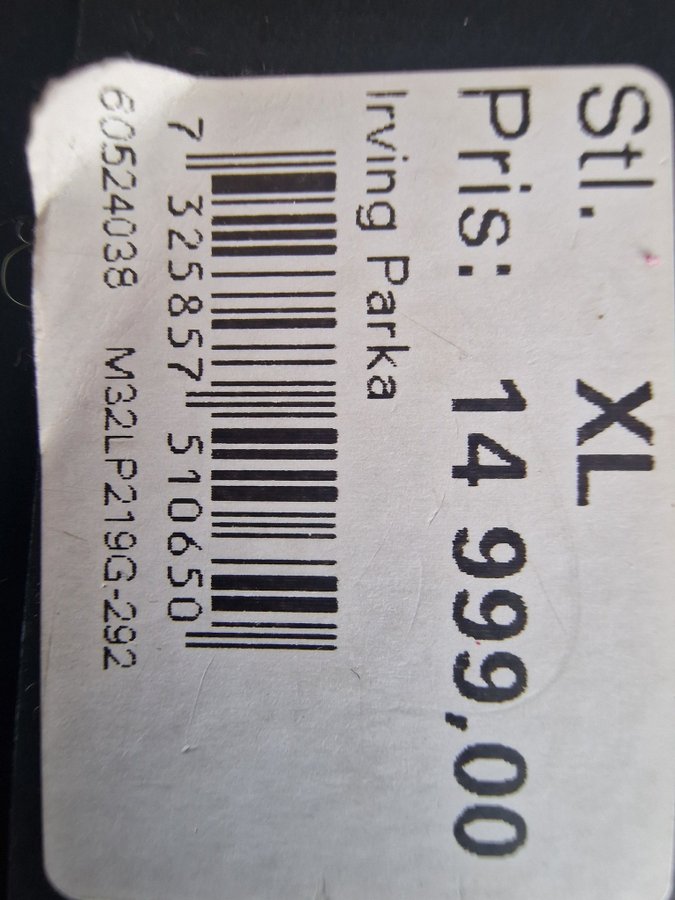 Stl. XL
Pris: 14 999,00
Irving Parka
7 325857 510650
60524038 M32LP219G-292